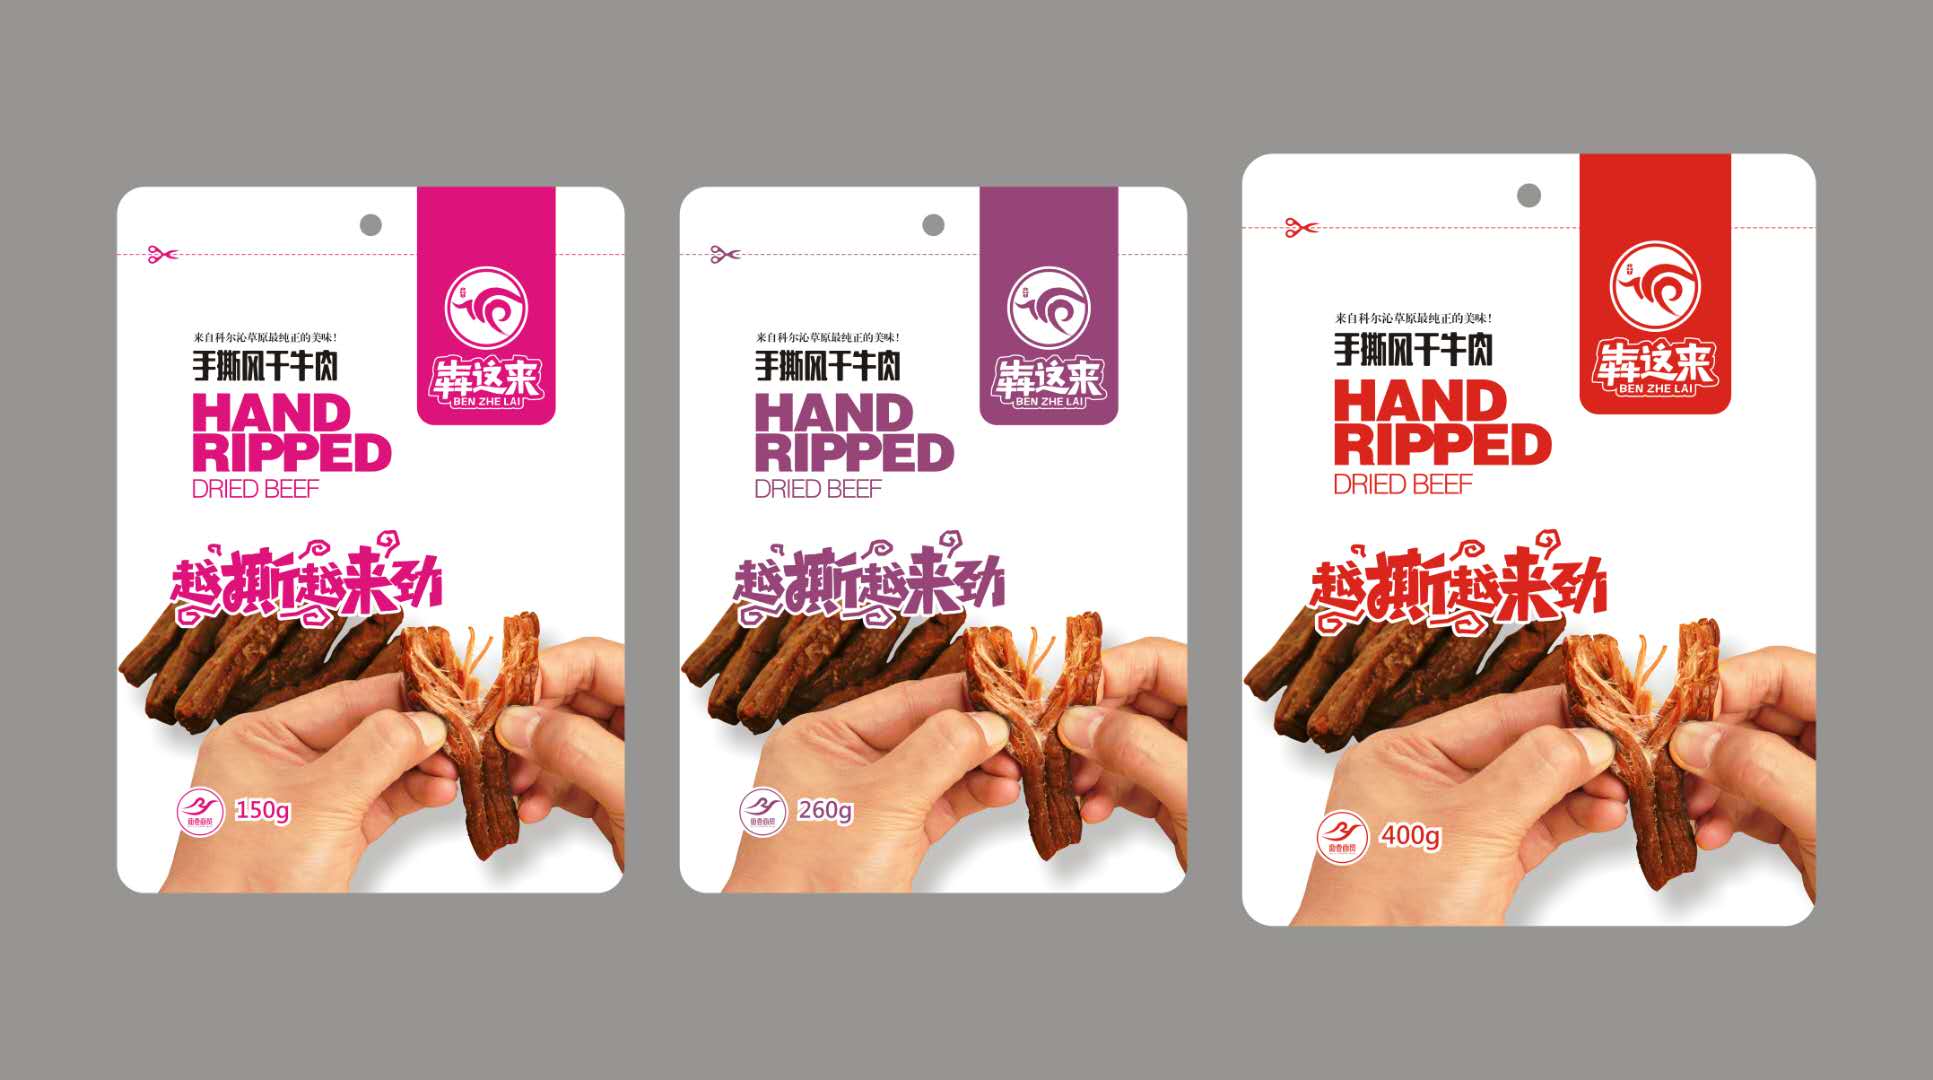 来自科尔沁草原最纯正的美味!
手撕风干牛肉
HAND
RIPPED
DRIED BEEF
犇这来
BEN ZHE LAI
越撕越来劲
150g
来自科尔沁草原最纯正的美味!
手撕风干牛肉
HAND
RIPPED
DRIED BEEF
犇这来
BEN ZHE LAI
越撕越来劲
260g
来自科尔沁草原最纯正的美味!
手撕风干牛肉
HAND
RIPPED
DRIED BEEF
犇这来
BEN ZHE LAI
越撕越来劲
400g